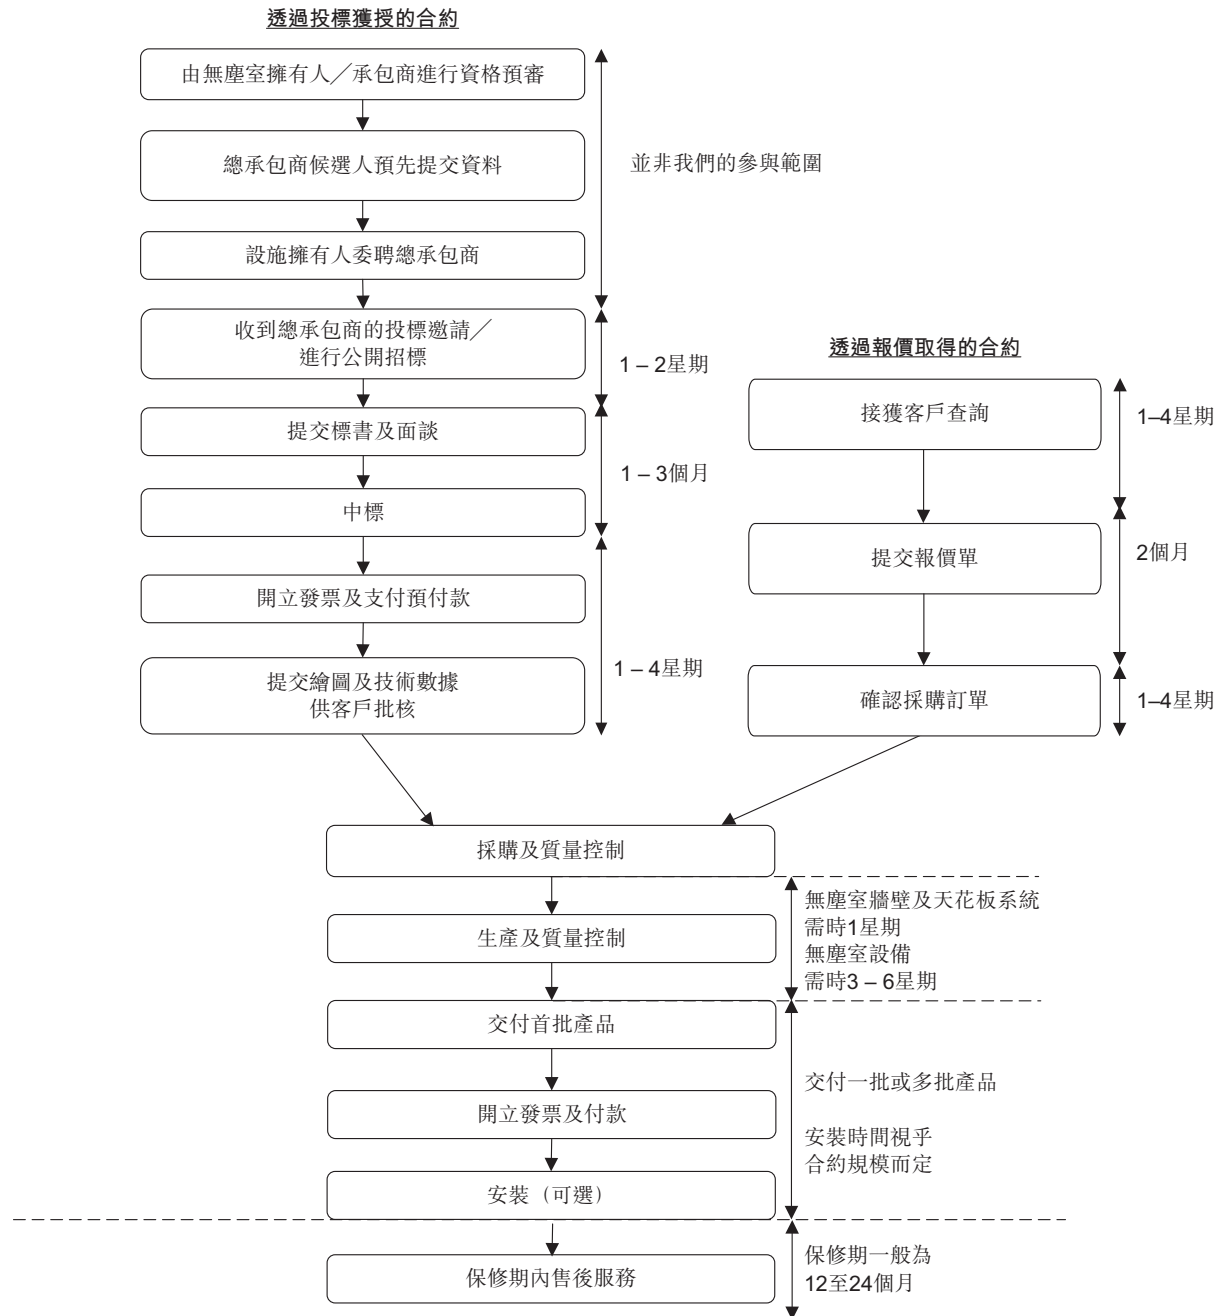 透過投標獲授的合約
由無塵室擁有人／承包商進行資格預審
總承包商候選人預先提交資料
並非我們的參與範圍
設施擁有人委聘總承包商
收到總承包商的投標邀請／
進行公開招標
1 – 2星期
提交標書及面談
1 – 3個月
中標
開立發票及支付預付款
提交繪圖及技術數據
供客戶批核
1 – 4星期
透過報價取得的合約
接獲客戶查詢
1–4星期
提交報價單
2個月
確認採購訂單
1–4星期
採購及質量控制
生產及質量控制
無塵室牆壁及天花板系統
需時1星期
無塵室設備
需時3 – 6星期
交付首批產品
開立發票及付款
交付一批或多批產品
安裝時間視乎
合約規模而定
安裝（可選）
保修期內售後服務
保修期一般為
12至24個月